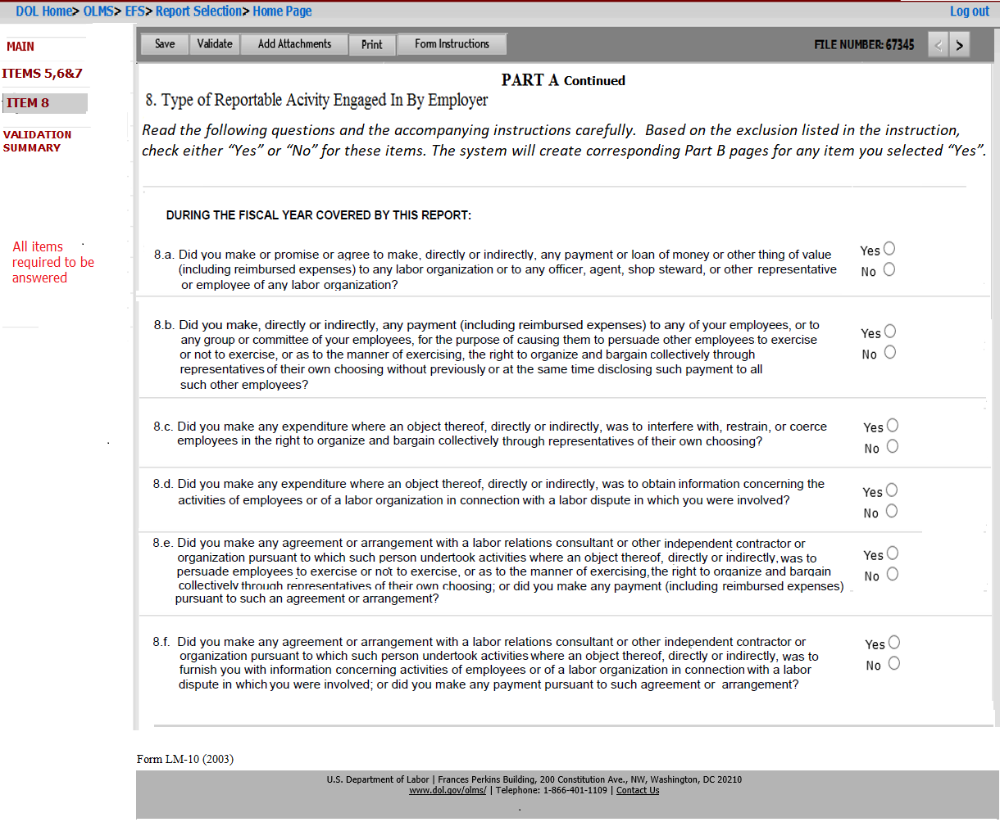 DOL Home> OLMS> EFS> Report Selection> Home Page
Log out
MAIN
ITEMS 5,6&7
ITEM 8
VALIDATION
SUMMARY
All items
required to be
answered
Save Validate Add Attachments Print Form Instructions
FILE NUMBER: 67345 < >
PART A Continued
8. Type of Reportable Acivity Engaged In By Employer
Read the following questions and the accompanying instructions carefully. Based on the exclusion listed in the instruction,
check either “Yes” or “No” for these items. The system will create corresponding Part B pages for any item you selected “Yes”.
DURING THE FISCAL YEAR COVERED BY THIS REPORT:
8.a. Did you make or promise or agree to make, directly or indirectly, any payment or loan of money or other thing of value
(including reimbursed expenses) to any labor organization or to any officer, agent, shop steward, or other representative
or employee of any labor organization?
Yes
No
8.b. Did you make, directly or indirectly, any payment (including reimbursed expenses) to any of your employees, or to
any group or committee of your employees, for the purpose of causing them to persuade other employees to exercise
or not to exercise, or as to the manner of exercising, the right to organize and bargain collectively through
representatives of their own choosing without previously or at the same time disclosing such payment to all
such other employees?
Yes
No
8.c. Did you make any expenditure where an object thereof, directly or indirectly, was to interfere with, restrain, or coerce
employees in the right to organize and bargain collectively through representatives of their own choosing?
Yes
No
8.d. Did you make any expenditure where an object thereof, directly or indirectly, was to obtain information concerning the
activities of employees or of a labor organization in connection with a labor dispute in which you were involved?
Yes
No
8.e. Did you make any agreement or arrangement with a labor relations consultant or other independent contractor or
organization pursuant to which such person undertook activities where an object thereof, directly or indirectly, was to
persuade employees to exercise or not to exercise, or as to the manner of exercising, the right to organize and bargain
collectively through representatives of their own choosing; or did you make any payment (including reimbursed expenses)
pursuant to such an agreement or arrangement?
Yes
No
8.f. Did you make any agreement or arrangement with a labor relations consultant or other independent contractor or
organization pursuant to which such person undertook activities where an object thereof, directly or indirectly, was to
furnish you with information concerning activities of employees or of a labor organization in connection with a labor
dispute in which you were involved; or did you make any payment pursuant to such agreement or arrangement?
Yes
No
Form LM-10 (2003)
U.S. Department of Labor | Frances Perkins Building, 200 Constitution Ave., NW, Washington, DC 20210
www.dol.gov/olms/ | Telephone: 1-866-401-1109 | Contact Us